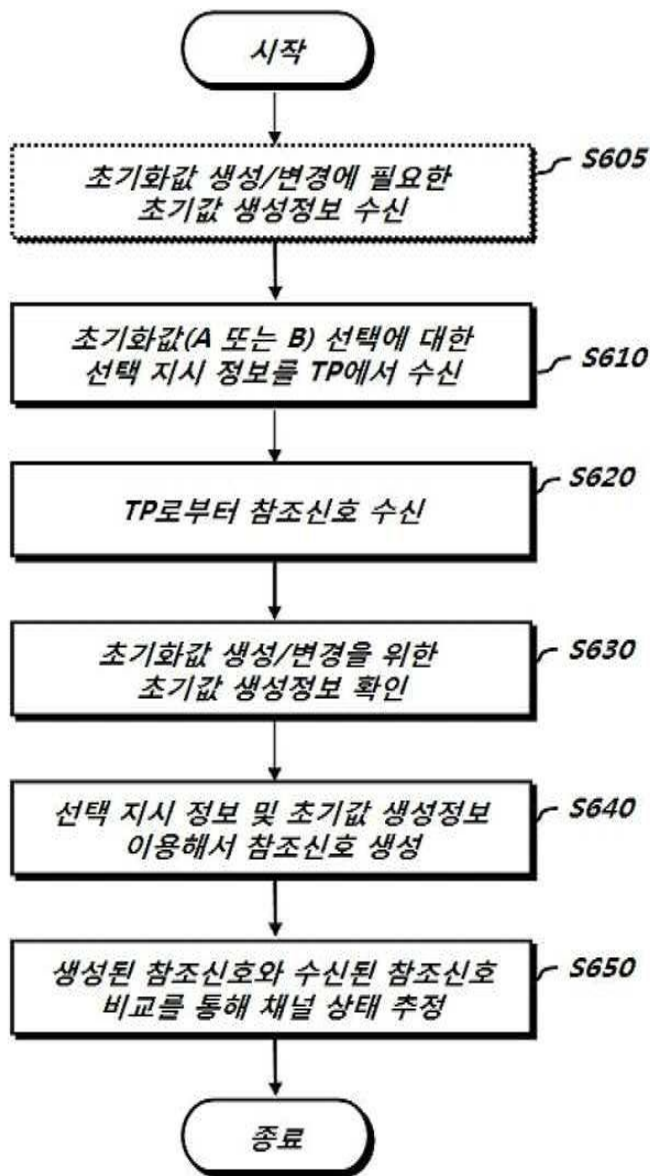 시작
초기화값 생성/변경에 필요한
초기값 생성정보 수신
S605
초기화값(A 또는 B) 선택에 대한
선택 지시 정보를 TP에서 수신
S610
TP로부터 참조신호 수신
S620
초기화값 생성/변경을 위한
초기값 생성정보 확인
S630
선택 지시 정보 및 초기값 생성정보
이용해서 참조신호 생성
S640
생성된 참조신호와 수신된 참조신호
비교를 통해 채널 상태 추정
S650
종료